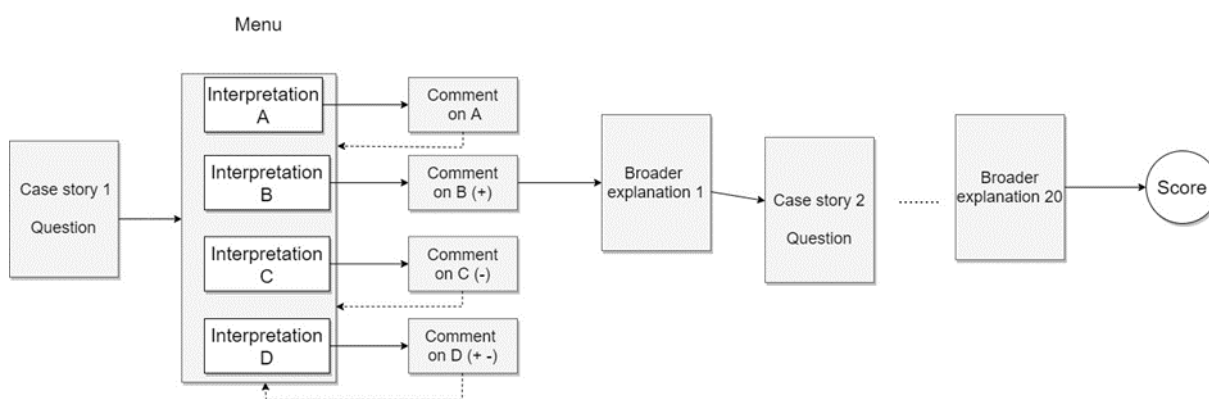 Menu
Case story 1
Question
Interpretation
A
Comment
on A
Interpretation
B
Comment
on B (+)
Interpretation
C
Comment
on C (-)
Interpretation
D
Comment
on D (+ -)
Broader
explanation 1
Case story 2
Question
........
Broader
explanation 20
Score